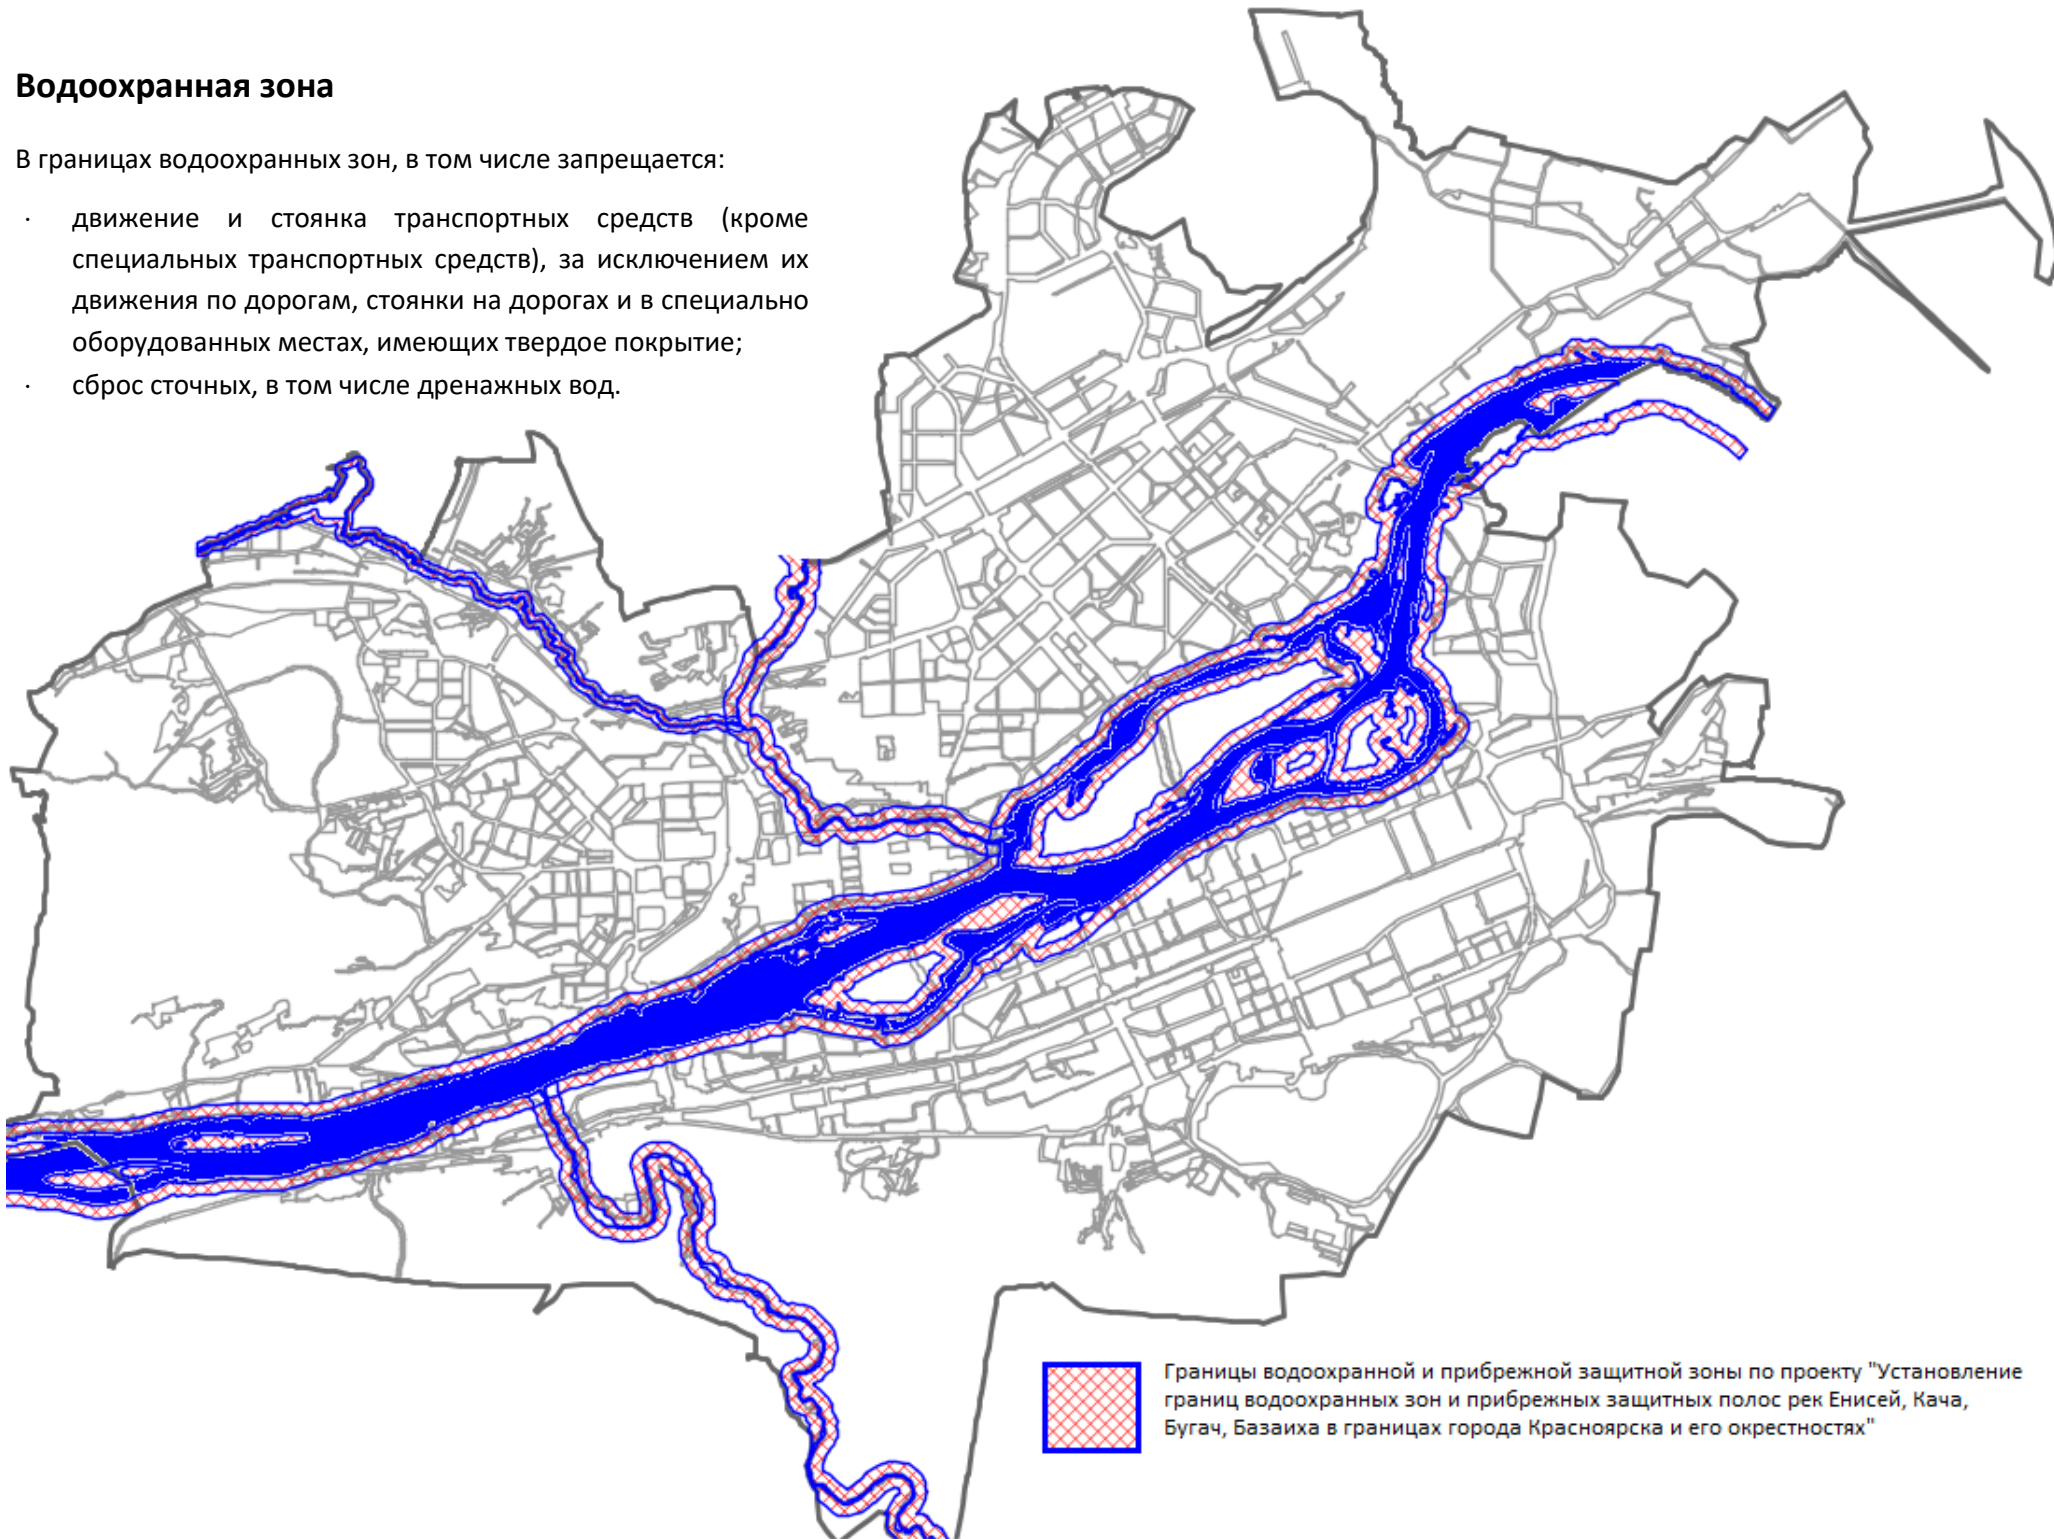 Водоохранная зона
В границах водоохранных зон, в том числе запрещается:
· движение и стоянка транспортных средств (кроме
специальных транспортных средств), за исключением их
движения по дорогам, стоянки на дорогах и в специально
оборудованных местах, имеющих твердое покрытие;
· сброс сточных, в том числе дренажных вод.
Границы водоохранной и прибрежной защитной зоны по проекту "Установление
границ водоохранных зон и прибрежных защитных полос рек Енисей, Кача,
Бугач, Базаиха в границах города Красноярска и его окрестностях"